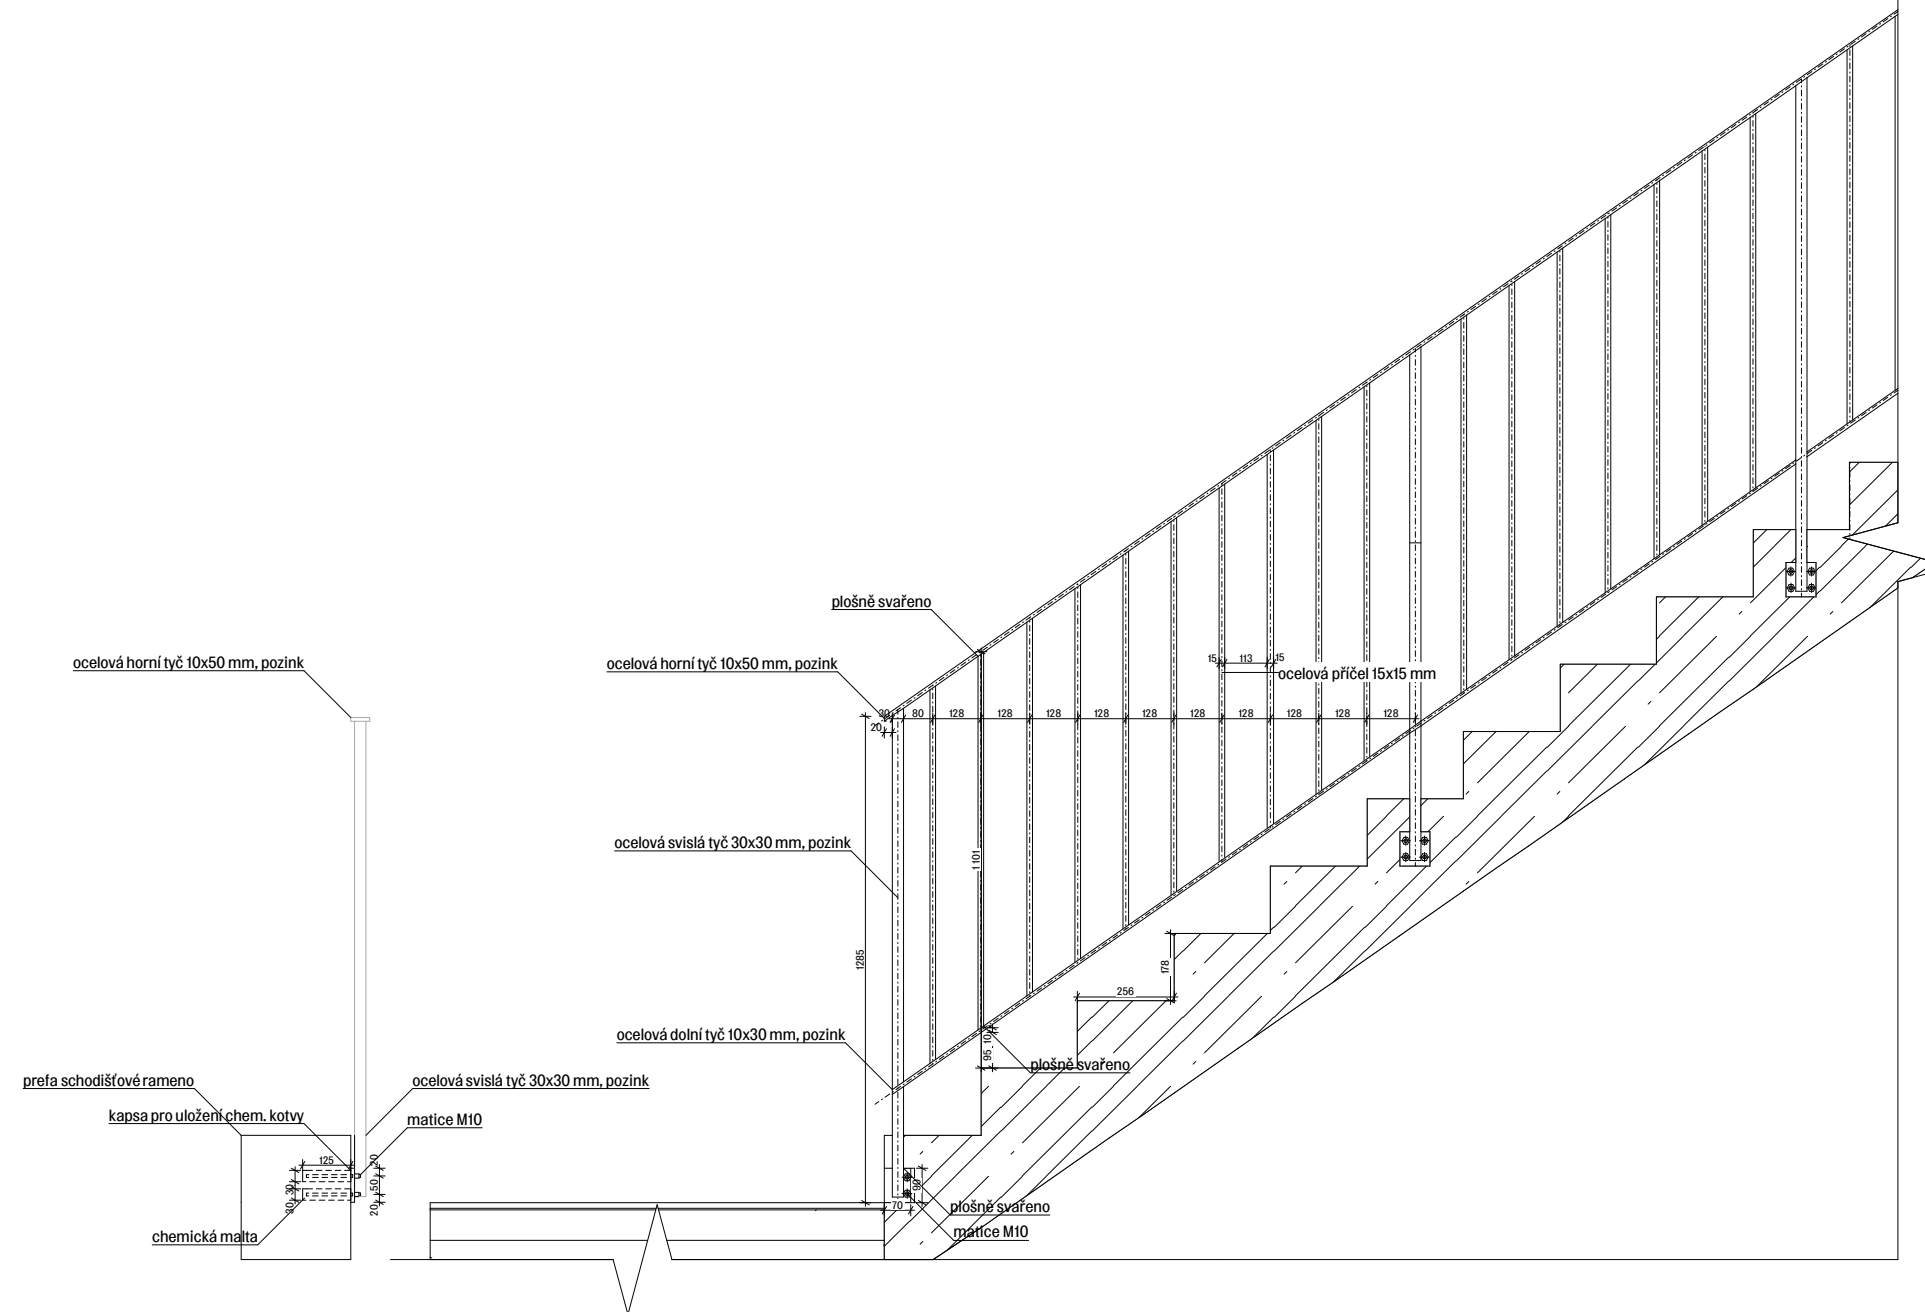 plošně svařeno
ocelová horní tyč 10x50 mm, pozink
ocelová horní tyč 10x50 mm, pozink
15
113
15
ocelová příčel 15x15 mm
30
80
128
128
128
128
128
128
128
128
128
128
20
ocelová svislá tyč 30x30 mm, pozink
1101
1285
178
256
ocelová dolní tyč 10x30 mm, pozink
10
95
plošně svařeno
prefa schodišťové rameno
ocelová svislá tyč 30x30 mm, pozink
kapsa pro uložení chem. kotvy
matice M10
125
20
30
50
30
20
90
70
plošně svařeno
chemická malta
matice M10